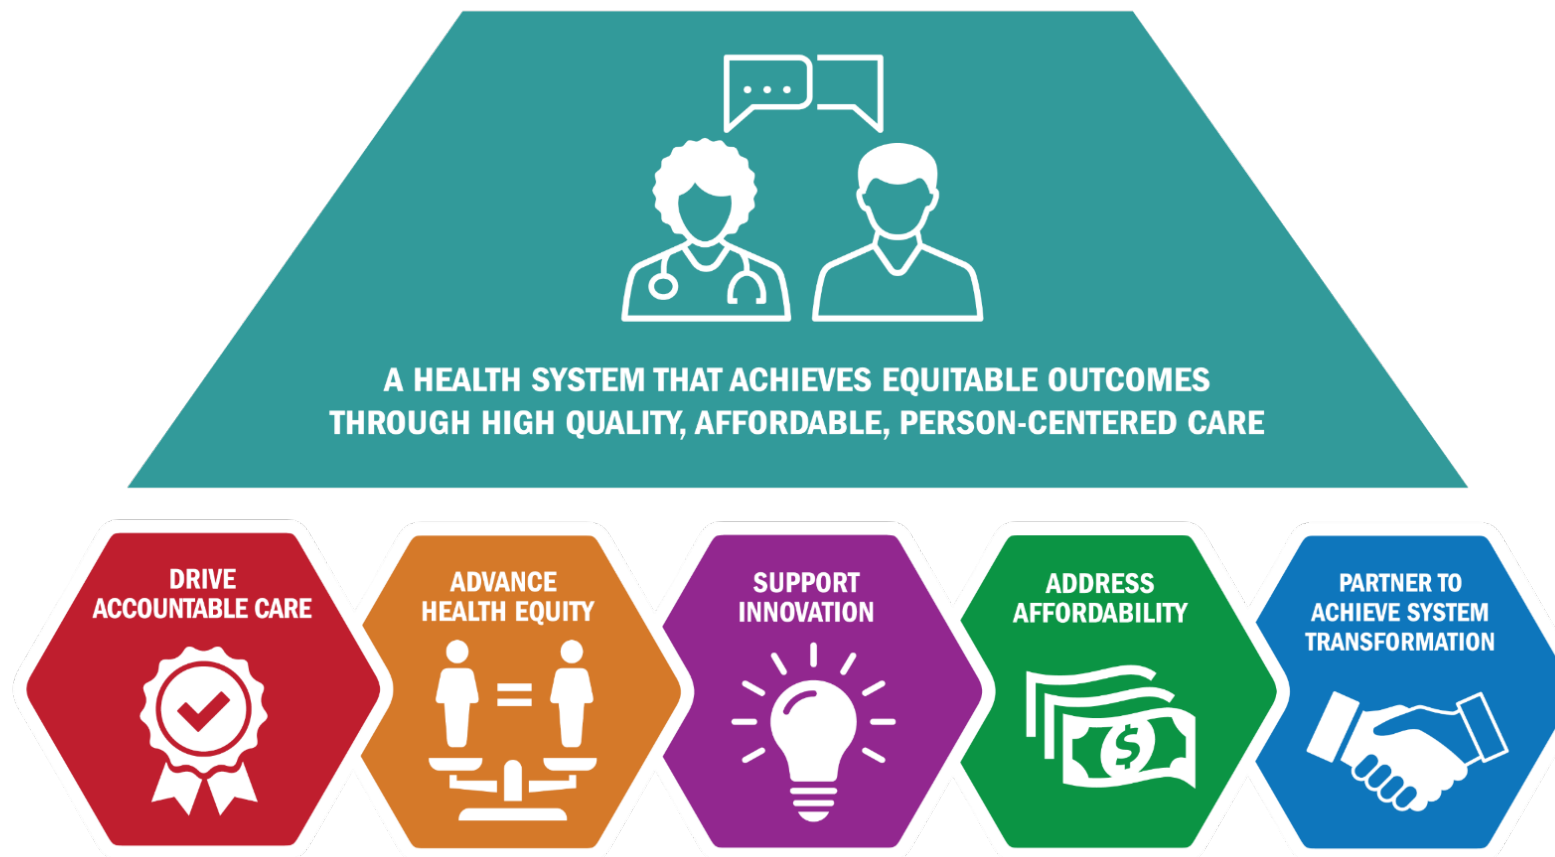 A HEALTH SYSTEM THAT ACHIEVES EQUITABLE OUTCOMES
THROUGH HIGH QUALITY, AFFORDABLE, PERSON-CENTERED CARE
DRIVE
ACCOUNTABLE CARE
ADVANCE
HEALTH EQUITY
=
SUPPORT
INNOVATION
ADDRESS
AFFORDABILITY
$
PARTNER TO
ACHIEVE SYSTEM
TRANSFORMATION